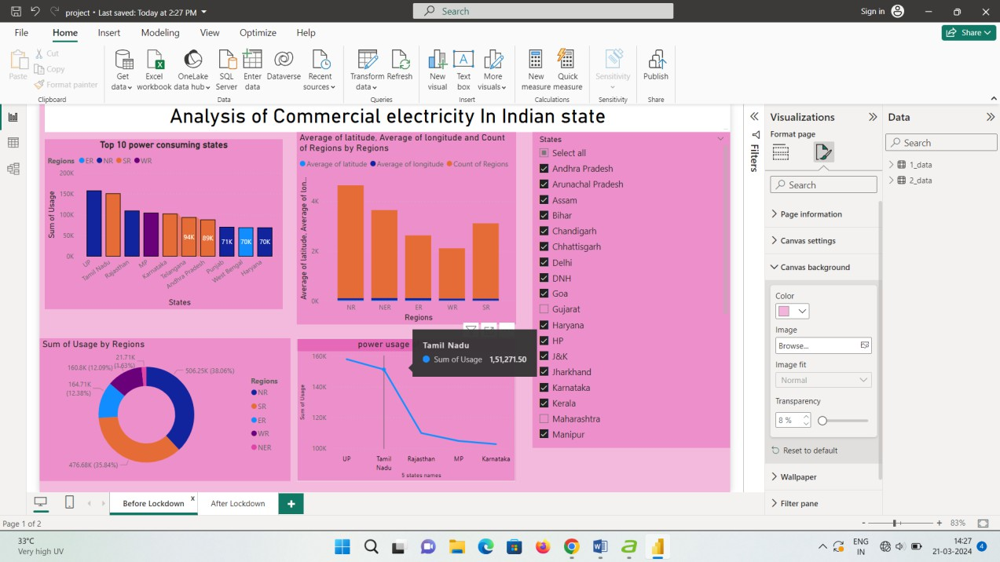 project • Last saved: Today at 2:27 PM
Search
Sign in
File Home Insert Modeling View Optimize Help
Share
Paste
Cut
Copy
Format painter
Clipboard
Get data
Excel workbook
OneLake data hub
SQL Server
Enter data
Dataverse
Recent sources
Data
Transform data
Refresh
Queries
New visual
Text box
More visuals
Insert
New measure
Quick measure
Calculations
Sensitivity
Sensitivity
Publish
Share
Analysis of Commercial electricity In Indian state
Top 10 power consuming states
Regions ER NR SR WR
Sum of Usage
200K
150K
100K
50K
0K
94K 89K 71K 70K 70K
UP Tamil Nadu Rajasthan MP Karnataka Telangana Andhra Pradesh Punjab West Bengal Haryana
States
Average of latitude, Average of longitude and Count
of Regions by Regions
Average of latitude Average of longitude Count of Regions
Average of latitude, Average of lon...
4K
2K
0K
NR NER ER WR SR
Regions
States
Select all
Andhra Pradesh
Arunachal Pradesh
Assam
Bihar
Chandigarh
Chhattisgarh
Delhi
DNH
Goa
Gujarat
Haryana
HP
J&K
Jharkhand
Karnataka
Kerala
Maharashtra
Manipur
Sum of Usage by Regions
21.71K
(1.63%)
160.8K (12.09%)
164.71K
(12.38%)
506.25K (38.06%)
476.68K (35.84%)
Regions
NR
SR
ER
WR
NER
power usage
Sum of Usage
160K
140K
120K
100K
UP Tamil Nadu Rajasthan MP Karnataka
5 states names
Tamil Nadu
Sum of Usage 1,51,271.50
Filters
Visualizations
Format page
Search
Page information
Canvas settings
Canvas background
Color
Image
Browse...
Image fit
Normal
Transparency
8 %
Reset to default
Wallpaper
Filter pane
Data
Search
1_data
2_data
Before Lockdown x
After Lockdown
+
Page 1 of 2
- + 83%
33°C
Very high UV
ENG
IN
14:27
21-03-2024
4